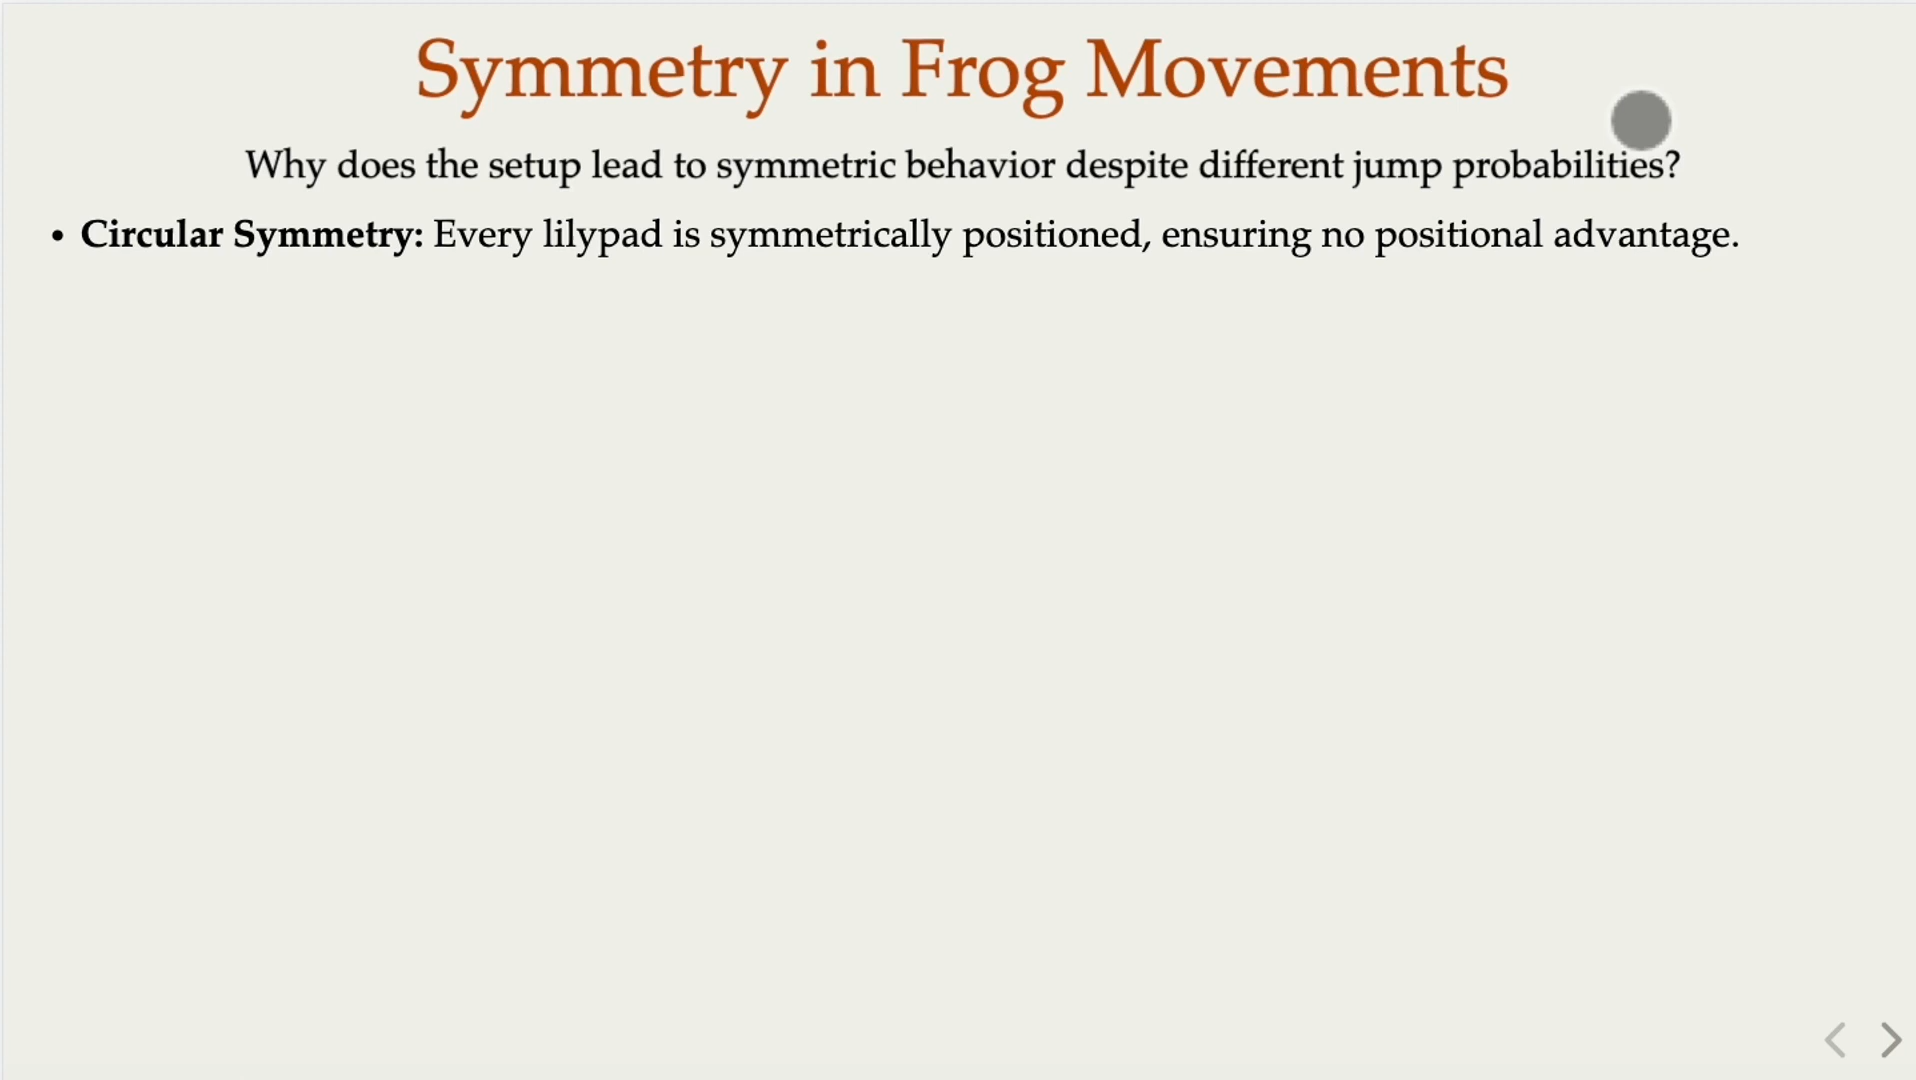 Symmetry in Frog Movements
Why does the setup lead to symmetric behavior despite different jump probabilities?
• Circular Symmetry: Every lilypad is symmetrically positioned, ensuring no positional advantage.